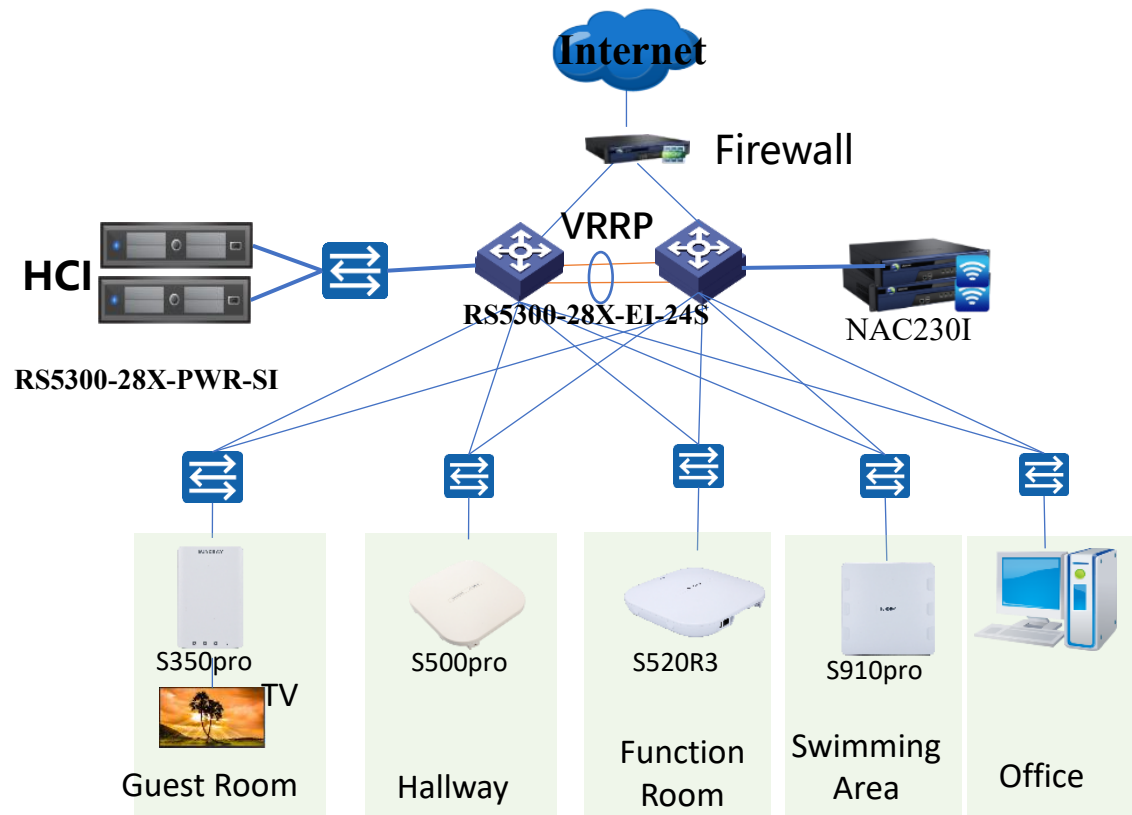 Internet
Firewall
VRRP
HCI
RS5300-28X-EI-24S
NAC230I
RS5300-28X-PWR-SI
S350pro
S500pro
S520R3
S910pro
TV
Guest Room
Hallway
Function
Room
Swimming
Area
Office